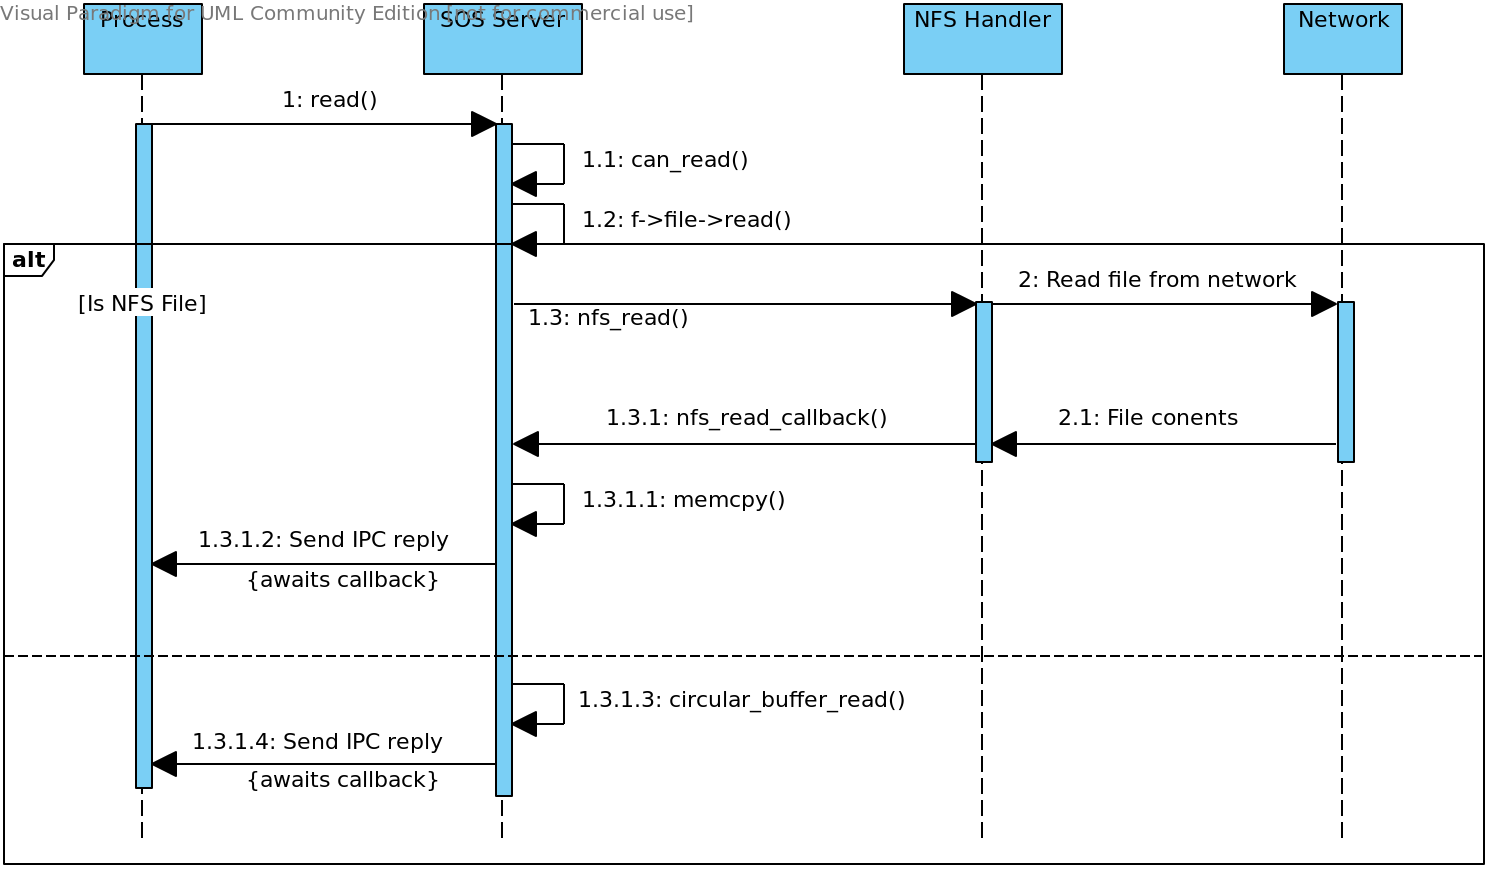 Visual Paradigm for UML Community Edition [not for commercial use]
Process
SOS Server
NFS Handler
Network
1: read()
1.1: can_read()
1.2: f->file->read()
alt
[Is NFS File]
2: Read file from network
1.3: nfs_read()
1.3.1: nfs_read_callback()
2.1: File conents
1.3.1.1: memcpy()
1.3.1.2: Send IPC reply
{awaits callback}
1.3.1.3: circular_buffer_read()
1.3.1.4: Send IPC reply
{awaits callback}